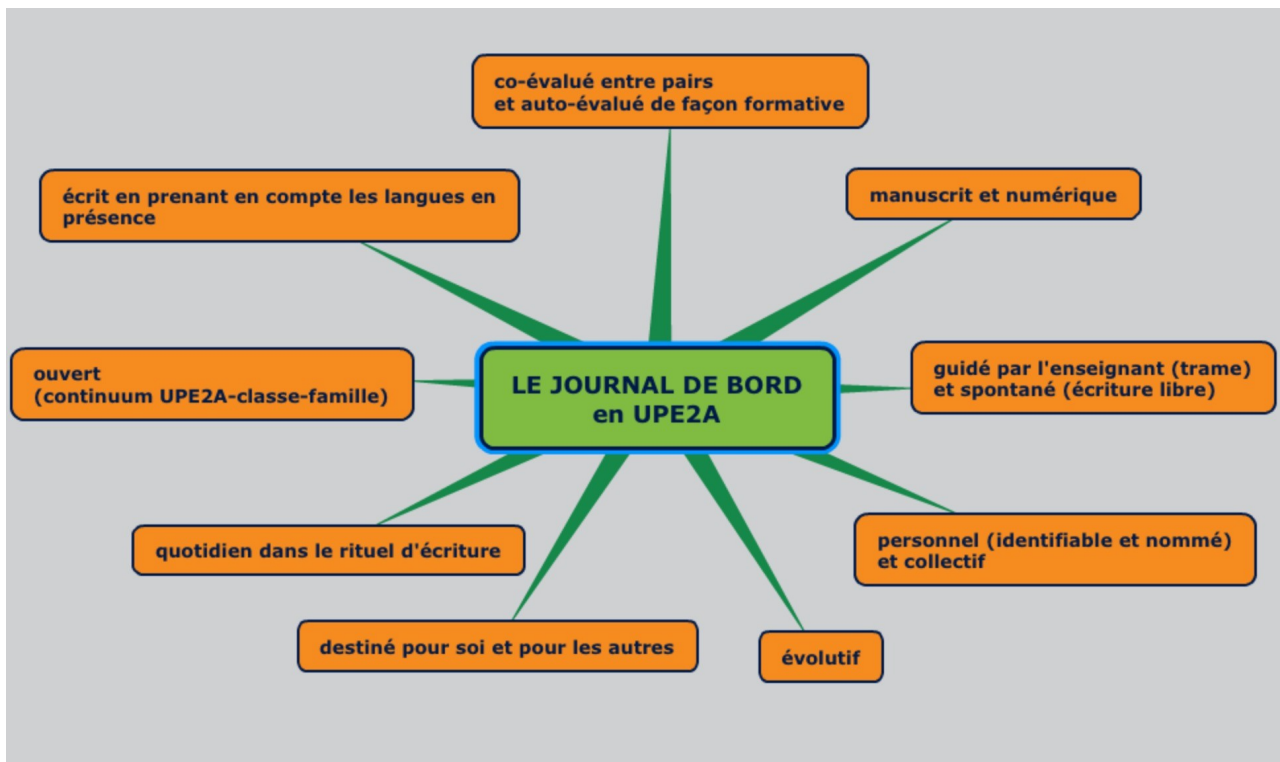 co-évalué entre pairs
et auto-évalué de façon formative
écrit en prenant en compte les langues en
présence
manuscrit et numérique
ouvert
(continuum UPE2A-classe-famille)
LE JOURNAL DE BORD
en UPE2A
guidé par l'enseignant (trame)
et spontané (écriture libre)
quotidien dans le rituel d'écriture
personnel (identifiable et nommé)
et collectif
destiné pour soi et pour les autres
évolutif